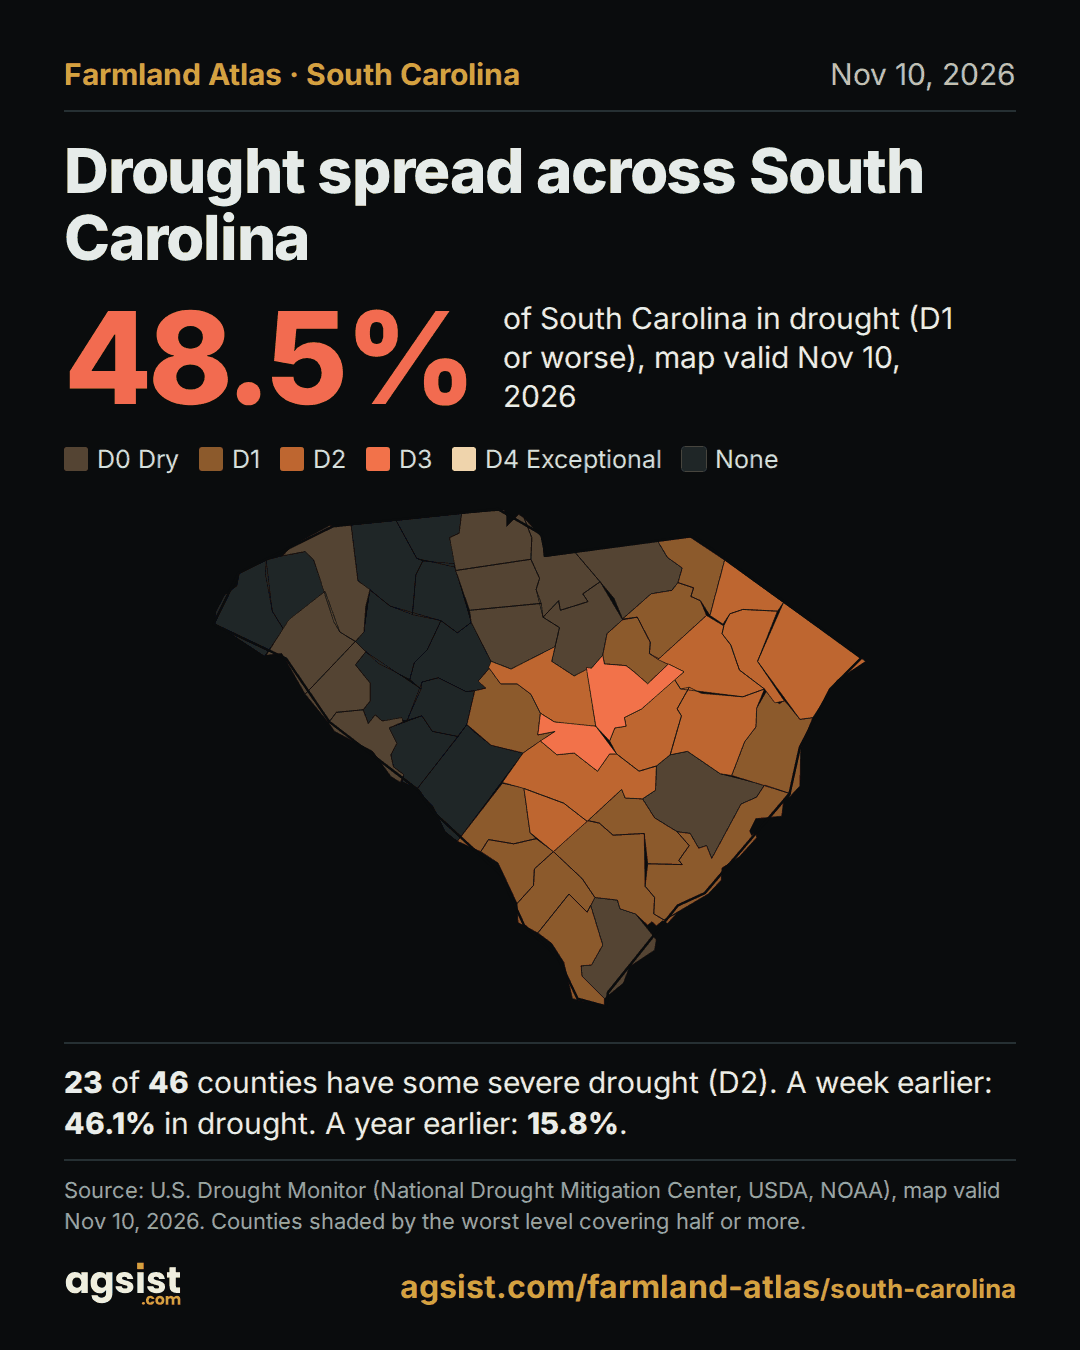 Farmland Atlas · South Carolina
Nov 10, 2026
Drought spread across South
Carolina
48.5%
of South Carolina in drought (D1
or worse), map valid Nov 10,
2026
D0 Dry D1 D2 D3 D4 Exceptional None
23 of 46 counties have some severe drought (D2). A week earlier:
46.1% in drought. A year earlier: 15.8%.
Source: U.S. Drought Monitor (National Drought Mitigation Center, USDA, NOAA), map valid
Nov 10, 2026. Counties shaded by the worst level covering half or more.
agsist
.com
agsist.com/farmland-atlas/south-carolina